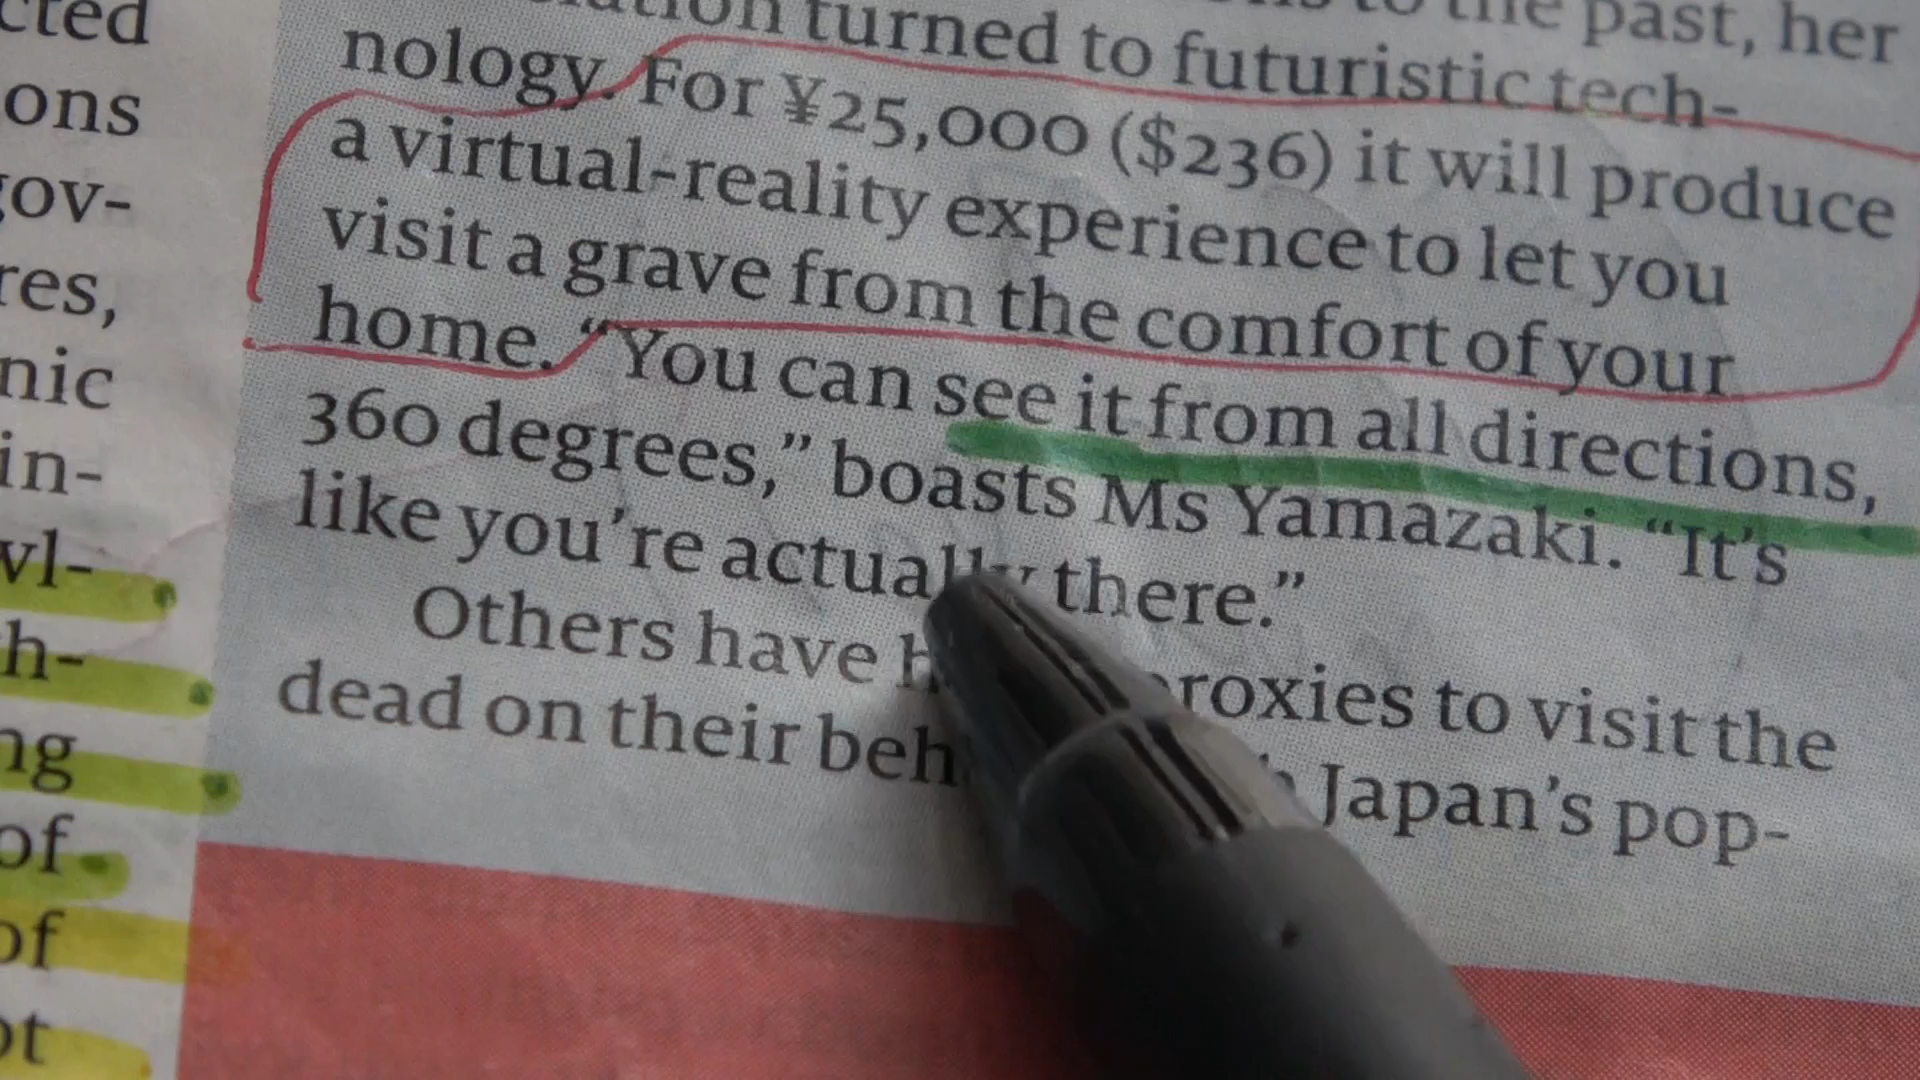 cted
ons
gov-
res,
nic
in-
wl-
h-
ng
of
of
ot
to the past, her
turned to futuristic tech-
nology. For ¥25,000 ($236) it will produce
a virtual-reality experience to let you
visit a grave from the comfort of your
home. “You can see it from all directions,
360 degrees,” boasts Ms Yamazaki. “It’s
like you’re actually there.”
Others have roxies to visit the
dead on their beh Japan’s pop-